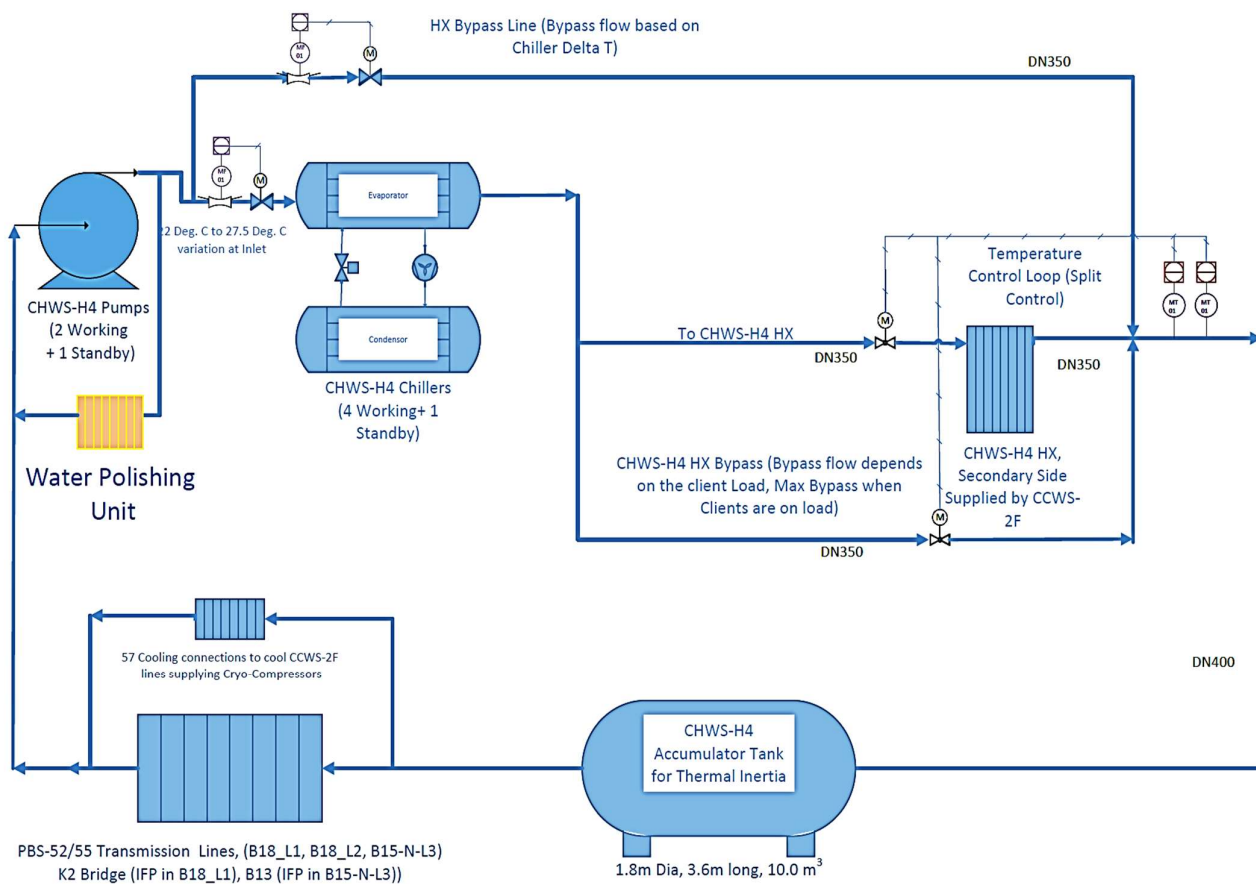 HX Bypass Line (Bypass flow based on
Chiller Delta T)
MF
01
M
DN350
MF
01
M
Evaporator
22 Deg. C to 27.5 Deg. C
variation at Inlet
CHWS-H4 Pumps
(2 Working
+ 1 Standby)
Condensor
CHWS-H4 Chillers
(4 Working+ 1
Standby)
Temperature
Control Loop (Split
Control)
MT
01
MT
01
M
To CHWS-H4 HX
DN350
DN350
Water Polishing
Unit
CHWS-H4 HX Bypass (Bypass flow depends
on the client Load, Max Bypass when
Clients are on load)
M
DN350
CHWS-H4 HX,
Secondary Side
Supplied by CCWS-
2F
57 Cooling connections to cool CCWS-2F
lines supplying Cryo-Compressors
DN400
CHWS-H4
Accumulator Tank
for Thermal Inertia
PBS-52/55 Transmission Lines, (B18_L1, B18_L2, B15-N-L3)
K2 Bridge (IFP in B18_L1), B13 (IFP in B15-N-L3))
1.8m Dia, 3.6m long, 10.0 m³